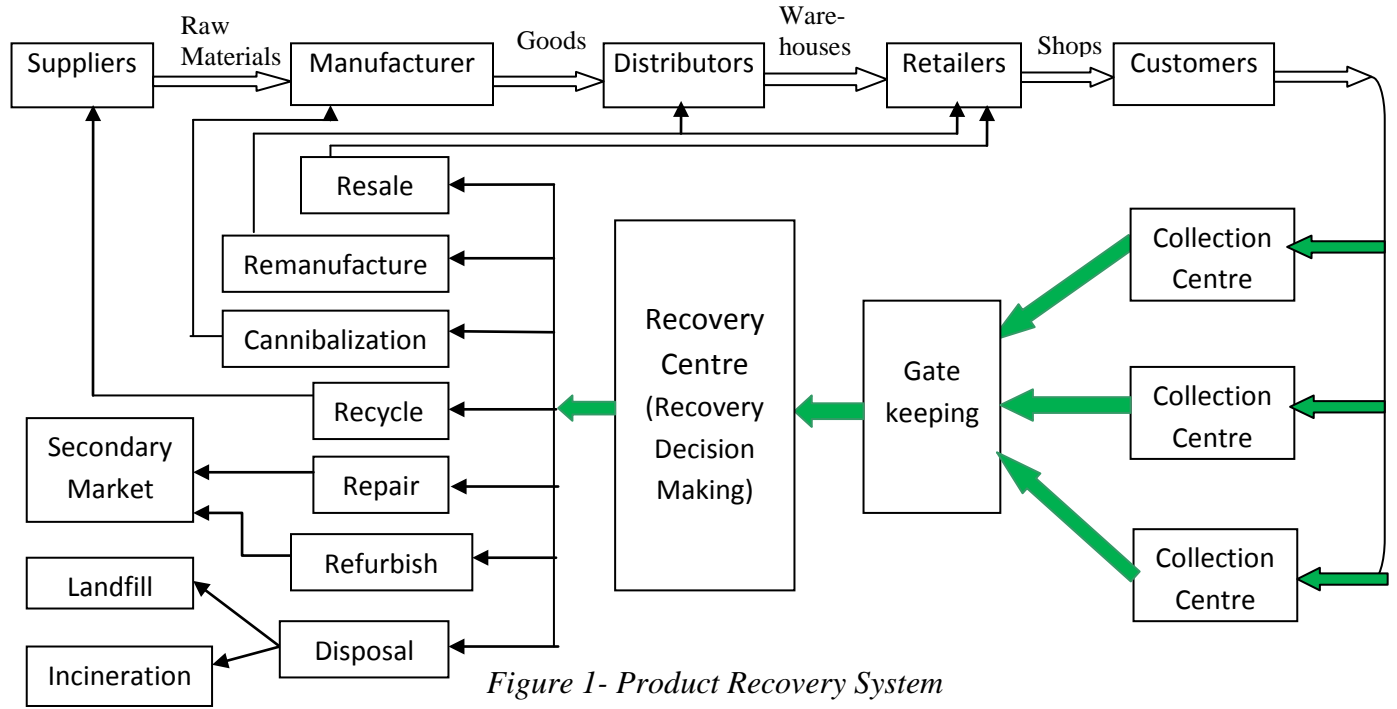 Raw
Materials
Goods
Ware-
houses
Shops
Suppliers
Manufacturer
Distributors
Retailers
Customers
Resale
Remanufacture
Cannibalization
Recycle
Repair
Refurbish
Disposal
Secondary
Market
Landfill
Incineration
Recovery
Centre
(Recovery
Decision
Making)
Gate
keeping
Collection
Centre
Collection
Centre
Collection
Centre
Figure 1- Product Recovery System